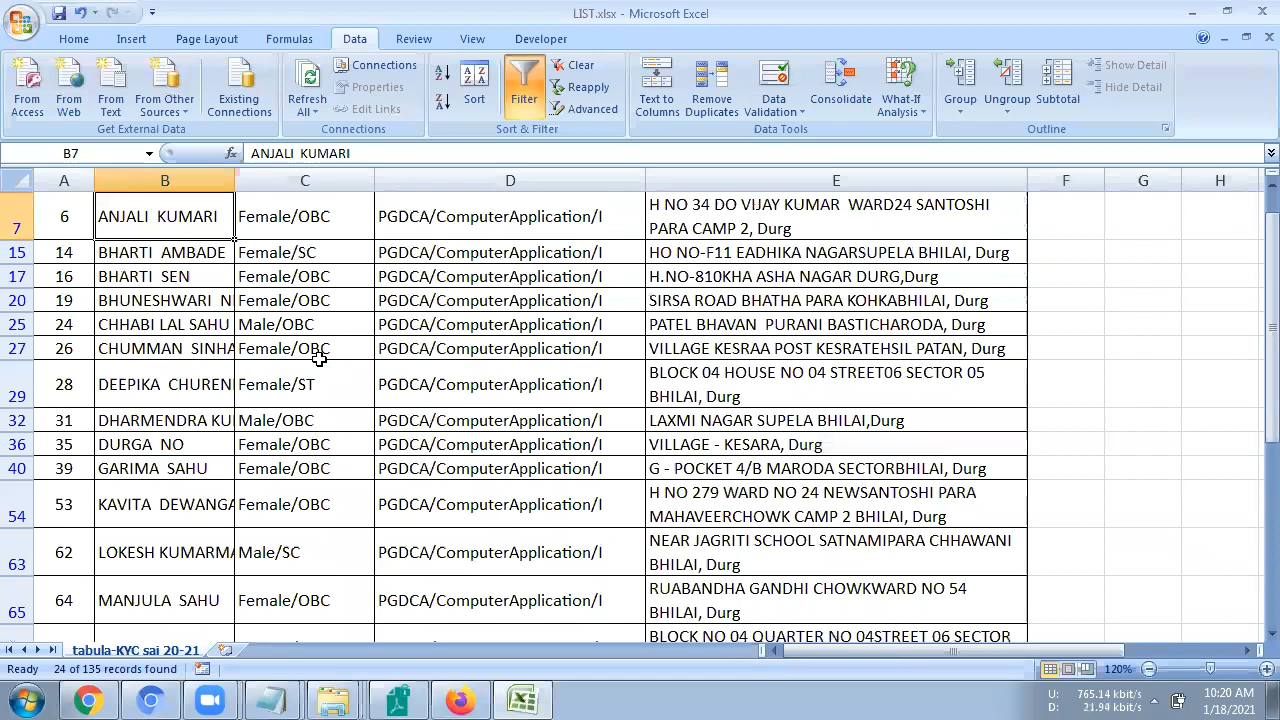 LIST.xlsx - Microsoft Excel
Home Insert Page Layout Formulas Data Review View Developer
From Access
From Web
From Text
From Other Sources
Existing Connections
Get External Data
Refresh All
Connections
Properties
Edit Links
Connections
Sort
Filter
Clear
Reapply
Advanced
Sort & Filter
Text to Columns
Remove Duplicates
Data Validation
Consolidate
What-If Analysis
Data Tools
Group
Ungroup
Subtotal
Show Detail
Hide Detail
Outline
B7 fx ANJALI  KUMARI
A B C D E F G H
7 6 ANJALI  KUMARI Female/OBC PGDCA/ComputerApplication/I H NO 34 DO VIJAY KUMAR  WARD24 SANTOSHI
PARA CAMP 2, Durg
15 14 BHARTI  AMBADE Female/SC PGDCA/ComputerApplication/I HO NO-F11 EADHIKA NAGARSUPELA BHILAI, Durg
17 16 BHARTI  SEN Female/OBC PGDCA/ComputerApplication/I H.NO-810KHA ASHA NAGAR DURG,Durg
20 19 BHUNESHWARI  N Female/OBC PGDCA/ComputerApplication/I SIRSA ROAD BHATHA PARA KOHKABHILAI, Durg
25 24 CHHABI LAL SAHU Male/OBC PGDCA/ComputerApplication/I PATEL BHAVAN  PURANI BASTICHARODA, Durg
27 26 CHUMMAN  SINHA Female/OBC PGDCA/ComputerApplication/I VILLAGE KESRAA POST KESRATEHSIL PATAN, Durg
29 28 DEEPIKA  CHUREN Female/ST PGDCA/ComputerApplication/I BLOCK 04 HOUSE NO 04 STREET06 SECTOR 05
BHILAI, Durg
32 31 DHARMENDRA KU Male/OBC PGDCA/ComputerApplication/I LAXMI NAGAR SUPELA BHILAI,Durg
36 35 DURGA  NO Female/OBC PGDCA/ComputerApplication/I VILLAGE - KESARA, Durg
40 39 GARIMA  SAHU Female/OBC PGDCA/ComputerApplication/I G - POCKET 4/B MARODA SECTORBHILAI, Durg
54 53 KAVITA  DEWANGA Female/OBC PGDCA/ComputerApplication/I H NO 279 WARD NO 24 NEWSANTOSHI PARA
MAHAVEERCHOWK CAMP 2 BHILAI, Durg
63 62 LOKESH KUMARMA Male/SC PGDCA/ComputerApplication/I NEAR JAGRITI SCHOOL SATNAMIPARA CHHAWANI
BHILAI, Durg
65 64 MANJULA  SAHU Female/OBC PGDCA/ComputerApplication/I RUABANDHA GANDHI CHOWKWARD NO 54
BHILAI, Durg
BLOCK NO 04 QUARTER NO 04STREET 06 SECTOR
tabula-KYC sai 20-21
Ready 24 of 135 records found 120%
U: 765.14 kbit/s
D: 21.94 kbit/s
10:20 AM
1/18/2021